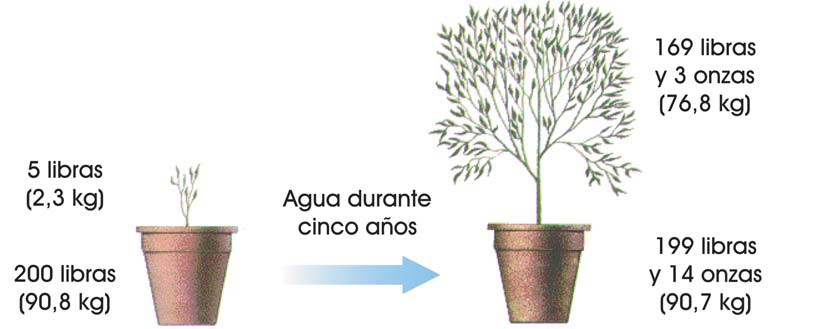 5 libras
(2,3 kg)
200 libras
(90,8 kg)
Agua durante
cinco años
169 libras
y 3 onzas
(76,8 kg)
199 libras
y 14 onzas
(90,7 kg)